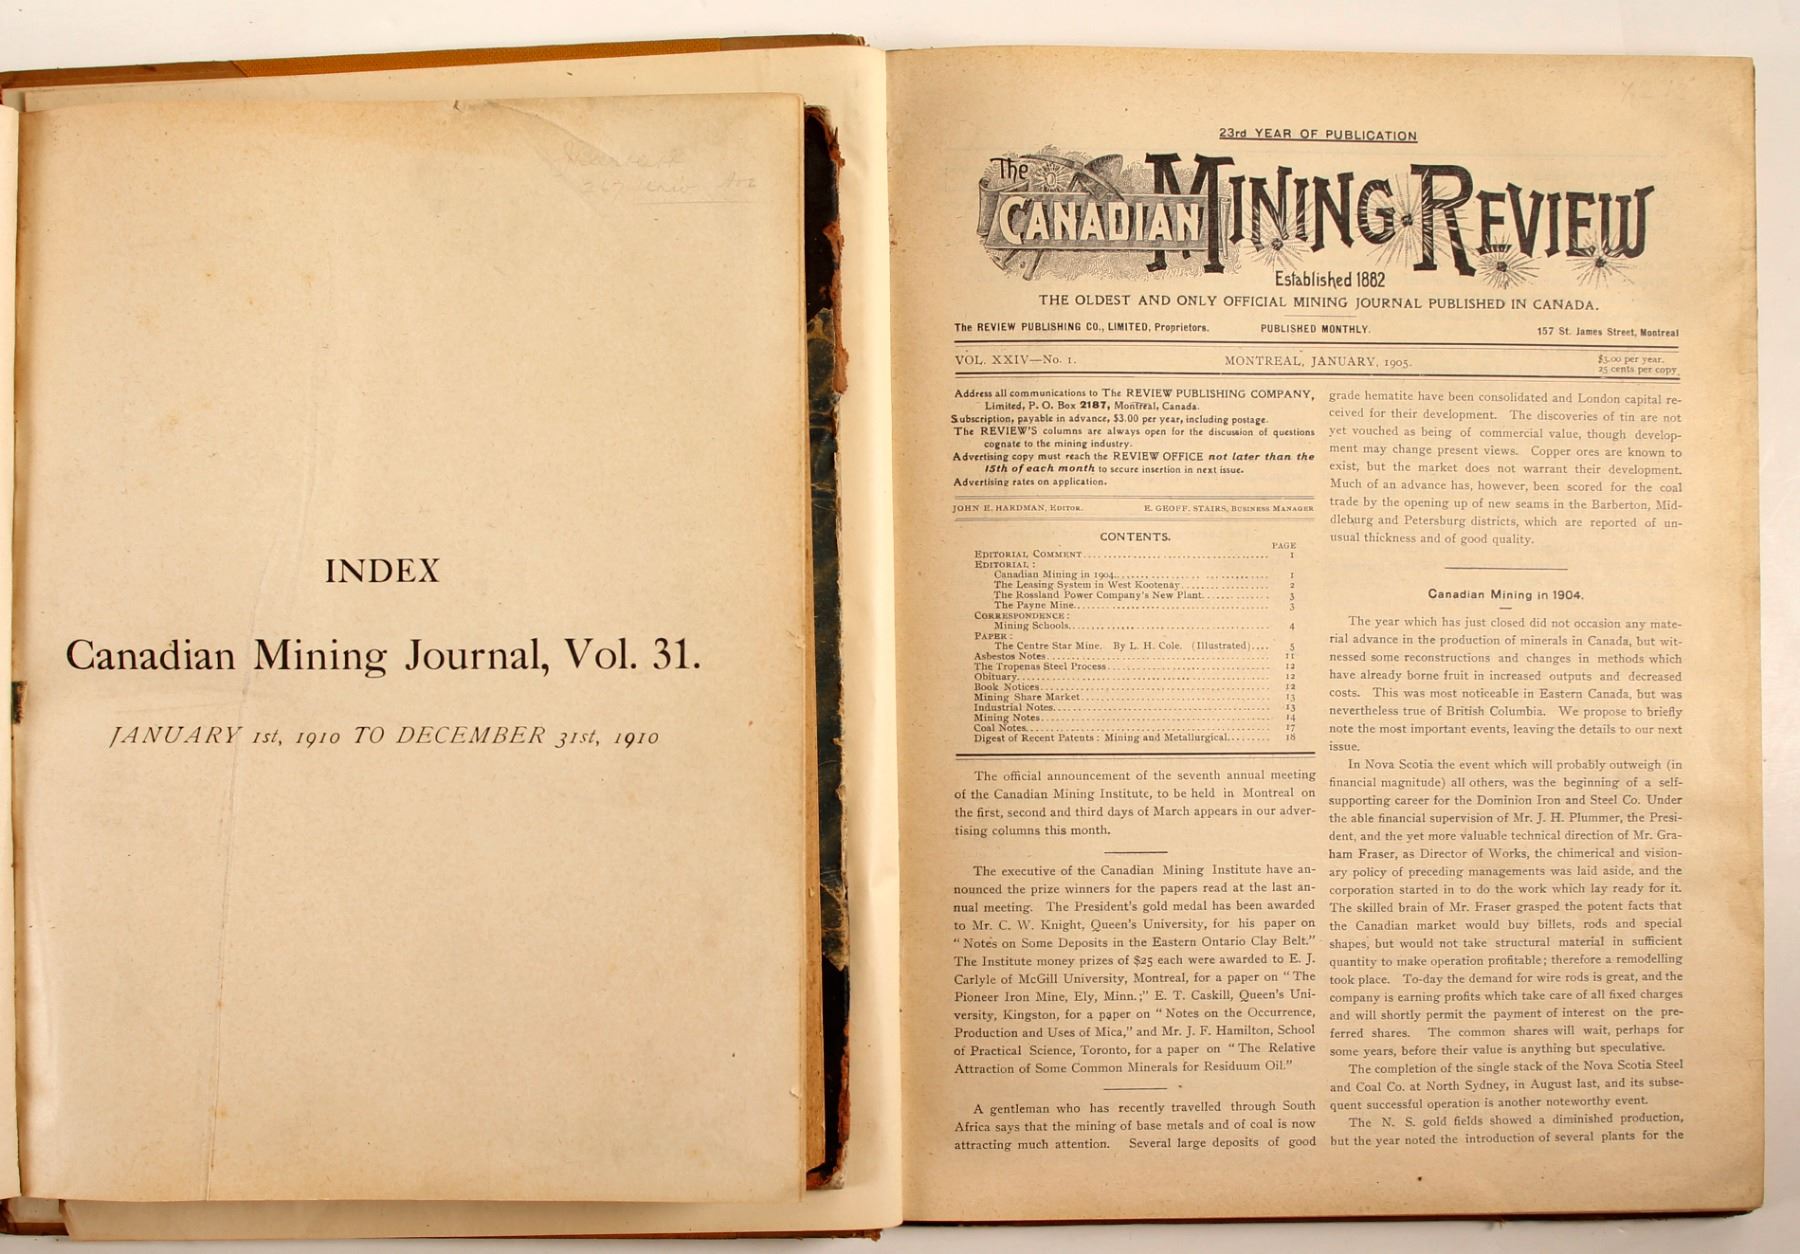 INDEX
Canadian Mining Journal, Vol. 31.
JANUARY 1st, 1910 TO DECEMBER 31st, 1910
23rd YEAR OF PUBLICATION
The CANADIAN MINING REVIEW
Established 1882
THE OLDEST AND ONLY OFFICIAL MINING JOURNAL PUBLISHED IN CANADA.
The REVIEW PUBLISHING CO., LIMITED, Proprietors. PUBLISHED MONTHLY. 157 St. James Street, Montreal
VOL. XXIV—No. 1. MONTREAL, JANUARY, 1905. $3.00 per year.
25 cents per copy
Address all communications to The REVIEW PUBLISHING COMPANY,
Limited, P. O. Box 2187, Montreal, Canada.
Subscription, payable in advance, $3.00 per year, including postage.
The REVIEW'S columns are always open for the discussion of questions
cognate to the mining industry.
Advertising copy must reach the REVIEW OFFICE not later than the
15th of each month to secure insertion in next issue.
Advertising rates on application.
JOHN E. HARDMAN, EDITOR. E. GEOFF. STAIRS, BUSINESS MANAGER
CONTENTS.
PAGE
EDITORIAL COMMENT 1
EDITORIAL :
Canadian Mining in 1904 1
The Leasing System in West Kootenay 2
The Rossland Power Company's New Plant 3
The Payne Mine 3
CORRESPONDENCE :
Mining Schools 4
PAPER :
The Centre Star Mine. By L. H. Cole. (Illustrated) 5
Asbestos Notes 11
The Tropenas Steel Process 12
Obituary 12
Book Notices 12
Mining Share Market 13
Industrial Notes 13
Mining Notes 14
Coal Notes 17
Digest of Recent Patents : Mining and Metallurgical 18
The official announcement of the seventh annual meeting
of the Canadian Mining Institute, to be held in Montreal on
the first, second and third days of March appears in our adver-
tising columns this month.
The executive of the Canadian Mining Institute have an-
nounced the prize winners for the papers read at the last an-
nual meeting. The President's gold medal has been awarded
to Mr. C. W. Knight, Queen's University, for his paper on
" Notes on Some Deposits in the Eastern Ontario Clay Belt."
The Institute money prizes of $25 each were awarded to E. J.
Carlyle of McGill University, Montreal, for a paper on " The
Pioneer Iron Mine, Ely, Minn.;" E. T. Caskill, Queen's Uni-
versity, Kingston, for a paper on " Notes on the Occurrence,
Production and Uses of Mica," and Mr. J. F. Hamilton, School
of Practical Science, Toronto, for a paper on " The Relative
Attraction of Some Common Minerals for Residuum Oil."
A gentleman who has recently travelled through South
Africa says that the mining of base metals and of coal is now
attracting much attention. Several large deposits of good
grade hematite have been consolidated and London capital re-
ceived for their development. The discoveries of tin are not
yet vouched as being of commercial value, though develop-
ment may change present views. Copper ores are known to
exist, but the market does not warrant their development.
Much of an advance has, however, been scored for the coal
trade by the opening up of new seams in the Barberton, Mid-
dleburg and Petersburg districts, which are reported of un-
usual thickness and of good quality.
Canadian Mining in 1904.
The year which has just closed did not occasion any mate-
rial advance in the production of minerals in Canada, but wit-
nessed some reconstructions and changes in methods which
have already borne fruit in increased outputs and decreased
costs. This was most noticeable in Eastern Canada, but was
nevertheless true of British Columbia. We propose to briefly
note the most important events, leaving the details to our next
issue.
In Nova Scotia the event which will probably outweigh (in
financial magnitude) all others, was the beginning of a self-
supporting career for the Dominion Iron and Steel Co. Under
the able financial supervision of Mr. J. H. Plummer, the Presi-
dent, and the yet more valuable technical direction of Mr. Gra-
ham Fraser, as Director of Works, the chimerical and vision-
ary policy of preceding managements was laid aside, and the
corporation started in to do the work which lay ready for it.
The skilled brain of Mr. Fraser grasped the potent facts that
the Canadian market would buy billets, rods and special
shapes, but would not take structural material in sufficient
quantity to make operation profitable; therefore a remodelling
took place. To-day the demand for wire rods is great, and the
company is earning profits which take care of all fixed charges
and will shortly permit the payment of interest on the pre-
ferred shares. The common shares will wait, perhaps for
some years, before their value is anything but speculative.
The completion of the single stack of the Nova Scotia Steel
and Coal Co. at North Sydney, in August last, and its subse-
quent successful operation is another noteworthy event.
The N. S. gold fields showed a diminished production,
but the year noted the introduction of several plants for the